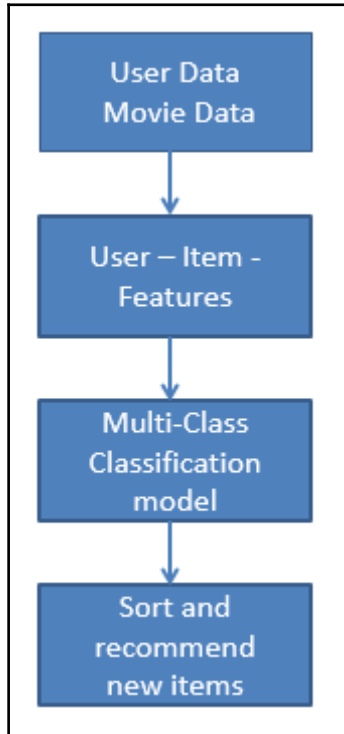 User Data
Movie Data
User – Item -
Features
Multi-Class
Classification
model
Sort and
recommend
new items